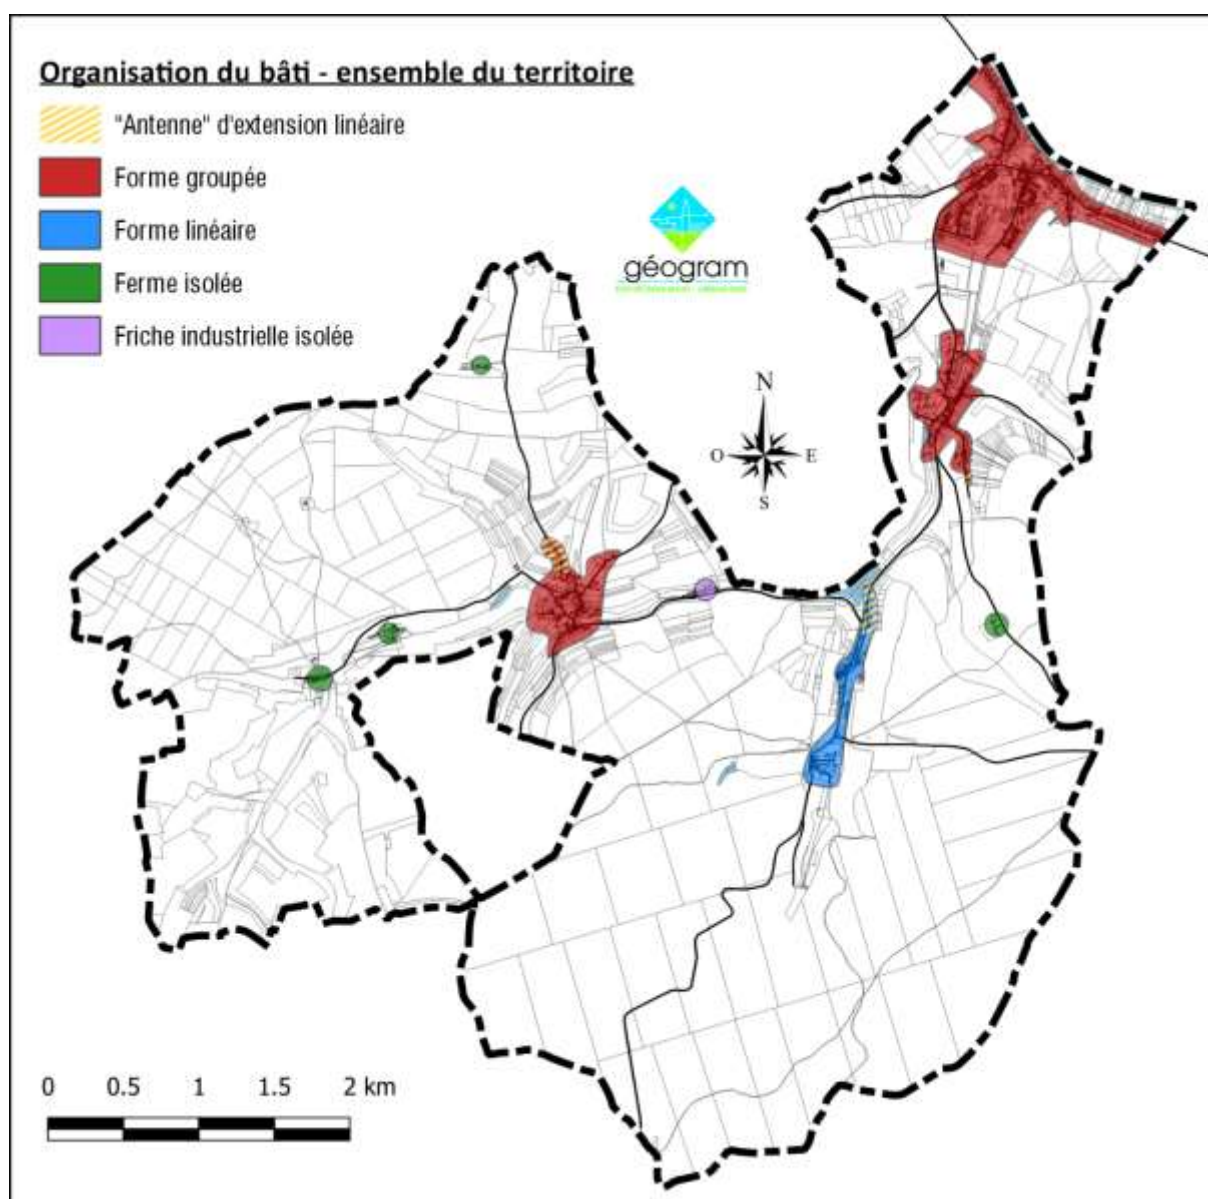 Organisation du bâti - ensemble du territoire
"Antenne" d'extension linéaire
Forme groupée
Forme linéaire
Ferme isolée
Friche industrielle isolée
géogram
N
O
E
S
0 0.5 1 1.5 2 km